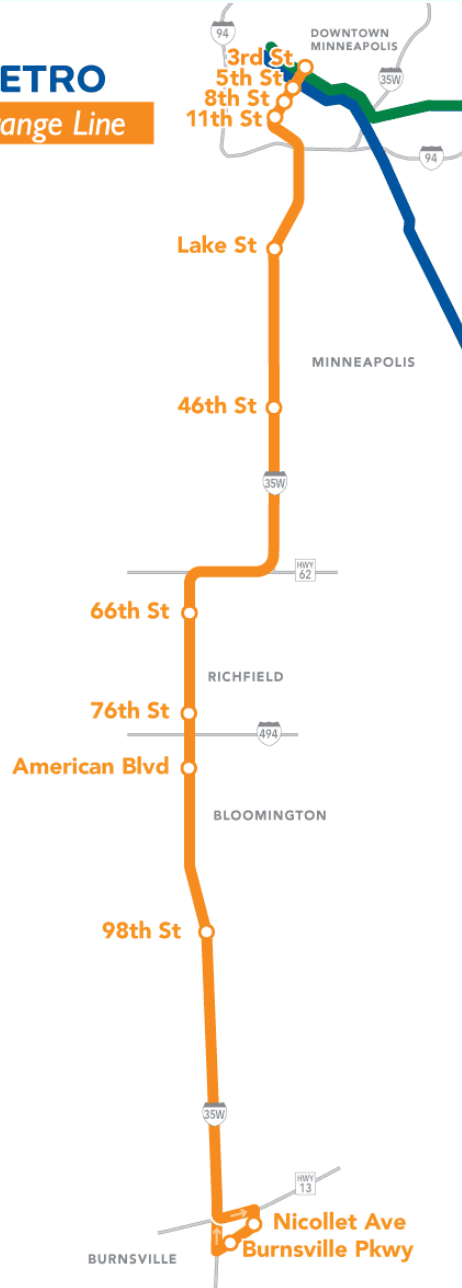 94
DOWNTOWN
MINNEAPOLIS
ETRO
ange Line
3rd St
5th St
35W
8th St
11th St
94
Lake St
MINNEAPOLIS
46th St
35W
HWY
62
66th St
RICHFIELD
76th St
494
American Blvd
BLOOMINGTON
98th St
35W
HWY
13
Nicollet Ave
Burnsville Pkwy
BURNSVILLE